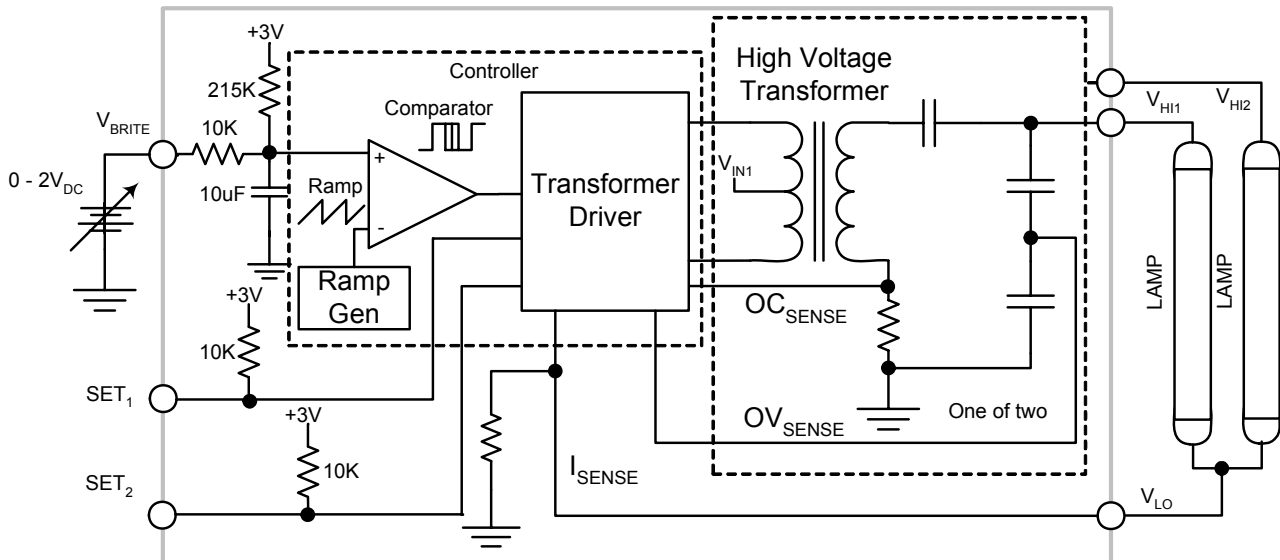 +3V
215K
V_BRITE
10K
0 - 2V_DC
10uF
Controller
Comparator
+
-
Ramp
Ramp
Gen
Transformer
Driver
High Voltage
Transformer
V_IN1
V_HI1
V_HI2
LAMP
LAMP
+3V
10K
SET_1
+3V
10K
SET_2
OC_SENSE
OV_SENSE
One of two
I_SENSE
V_LO